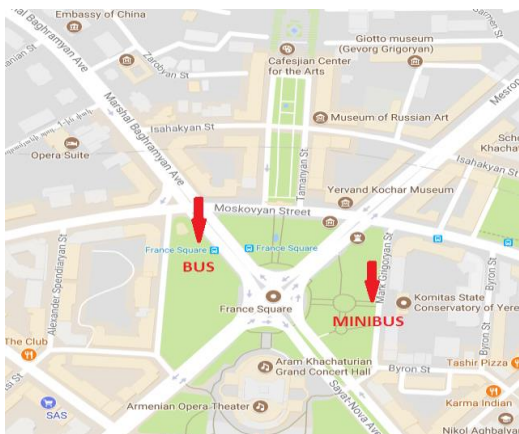 Embassy of China
Giotto museum
(Gevorg Grigoryan)
Cafesjian Center
for the Arts
Zarobyan St
Marshal Baghramyan Ave
Museum of Russian Art
Isahakyan St
Opera Suite
Marshal Baghramyan Ave
Tamanyan St
Isahakyan St
Yervand Kochar Museum
Moskovyan Street
France Square
France Square
BUS
Alexander Spendiaryan St
Mark Grigoryan St
Byron St
France Square
MINIBUS
Komitas State
Conservatory of Yere
The Club
Aram Khachaturian
Grand Concert Hall
Tashir Pizza
Byron St
SAS
Armenian Opera Theater
Sayat-Nova Ave
Karma Indian
Nikol Aghbalyan